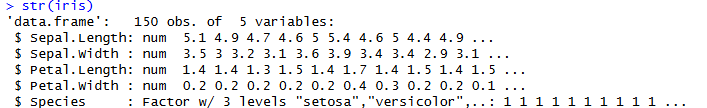 > str(iris)
'data.frame':   150 obs. of  5 variables:
 $ Sepal.Length: num  5.1 4.9 4.7 4.6 5 5.4 4.6 5 4.4 4.9 ...
 $ Sepal.Width : num  3.5 3 3.2 3.1 3.6 3.9 3.4 3.4 2.9 3.1 ...
 $ Petal.Length: num  1.4 1.4 1.3 1.5 1.4 1.7 1.4 1.5 1.4 1.5 ...
 $ Petal.Width : num  0.2 0.2 0.2 0.2 0.2 0.4 0.3 0.2 0.2 0.1 ...
 $ Species     : Factor w/ 3 levels "setosa","versicolor",..: 1 1 1 1 1 1 1 1 1 1 ...